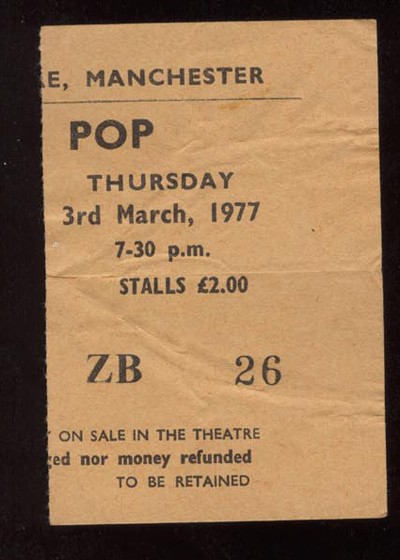 E, MANCHESTER
POP
THURSDAY
3rd March, 1977
7-30 p.m.
STALLS £2.00
ZB 26
ON SALE IN THE THEATRE
ed nor money refunded
TO BE RETAINED